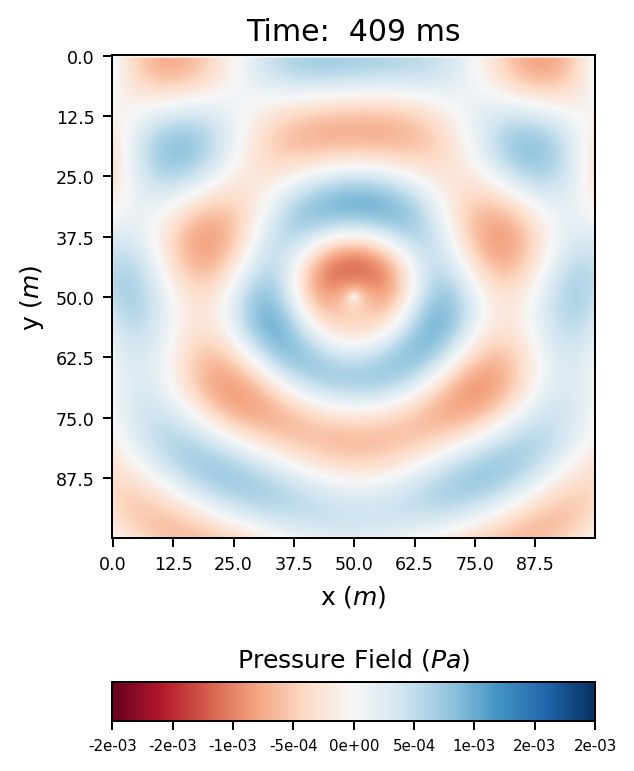 Time:  409 ms
0.0
12.5
25.0
37.5
50.0
62.5
75.0
87.5
y (m)
0.0 12.5 25.0 37.5 50.0 62.5 75.0 87.5
x (m)
Pressure Field (Pa)
-2e-03 -2e-03 -1e-03 -5e-04 0e+00 5e-04 1e-03 2e-03 2e-03